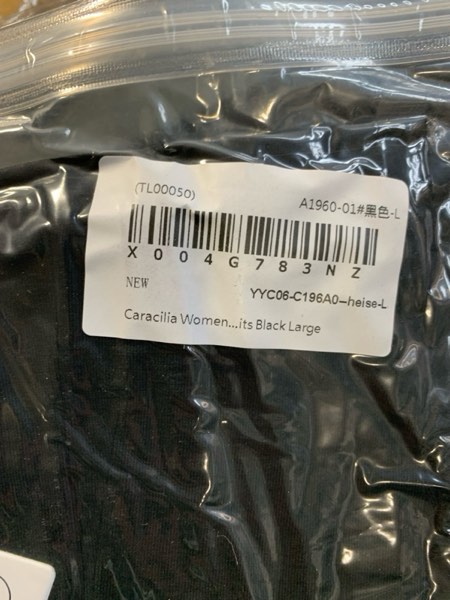 (TL00050)
A1960-01#黑色-L
X004G783NZ
NEW
YYC06-C196A0-heise-L
Caracilia Women...its Black Large